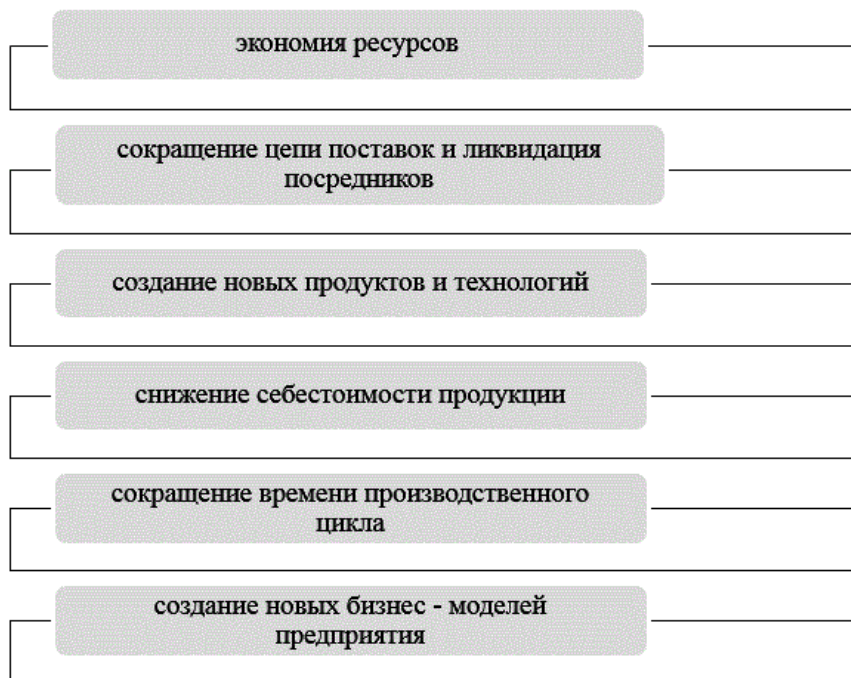 экономия ресурсов
сокращение цепи поставок и ликвидация
посредников
создание новых продуктов и технологий
снижение себестоимости продукции
сокращение времени производственного
цикла
создание новых бизнес - моделей
предприятия